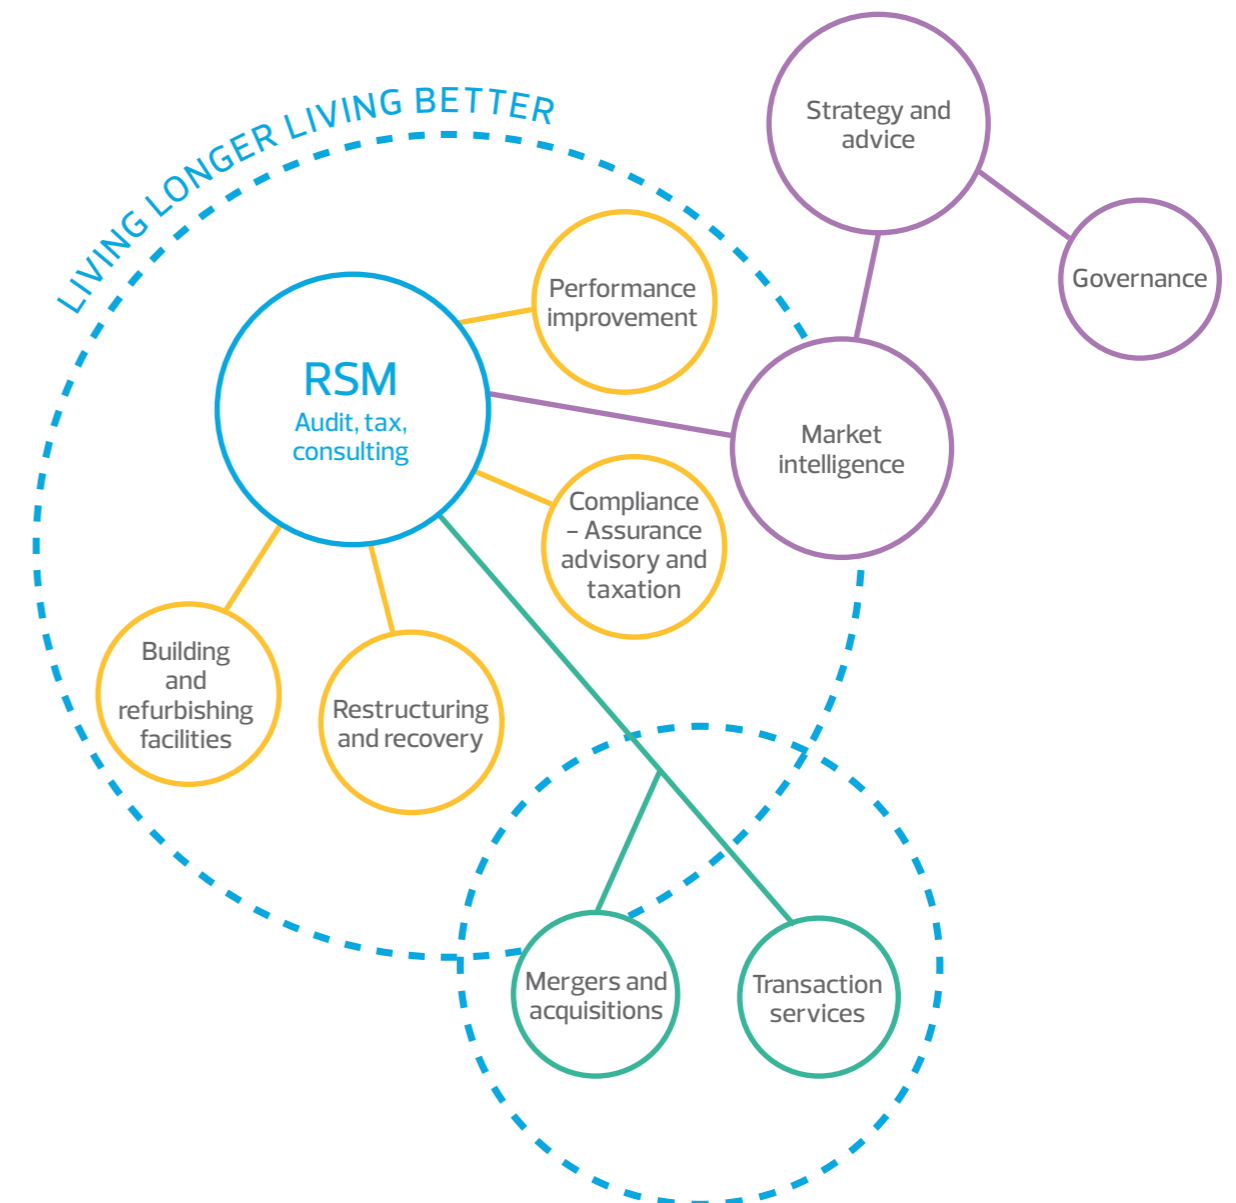 LIVING LONGER LIVING BETTER
Strategy and
advice
Governance
Performance
improvement
RSM
Audit, tax,
consulting
Market
intelligence
Compliance
– Assurance
advisory and
taxation
Building
and
refurbishing
facilities
Restructuring
and recovery
Mergers and
acquisitions
Transaction
services